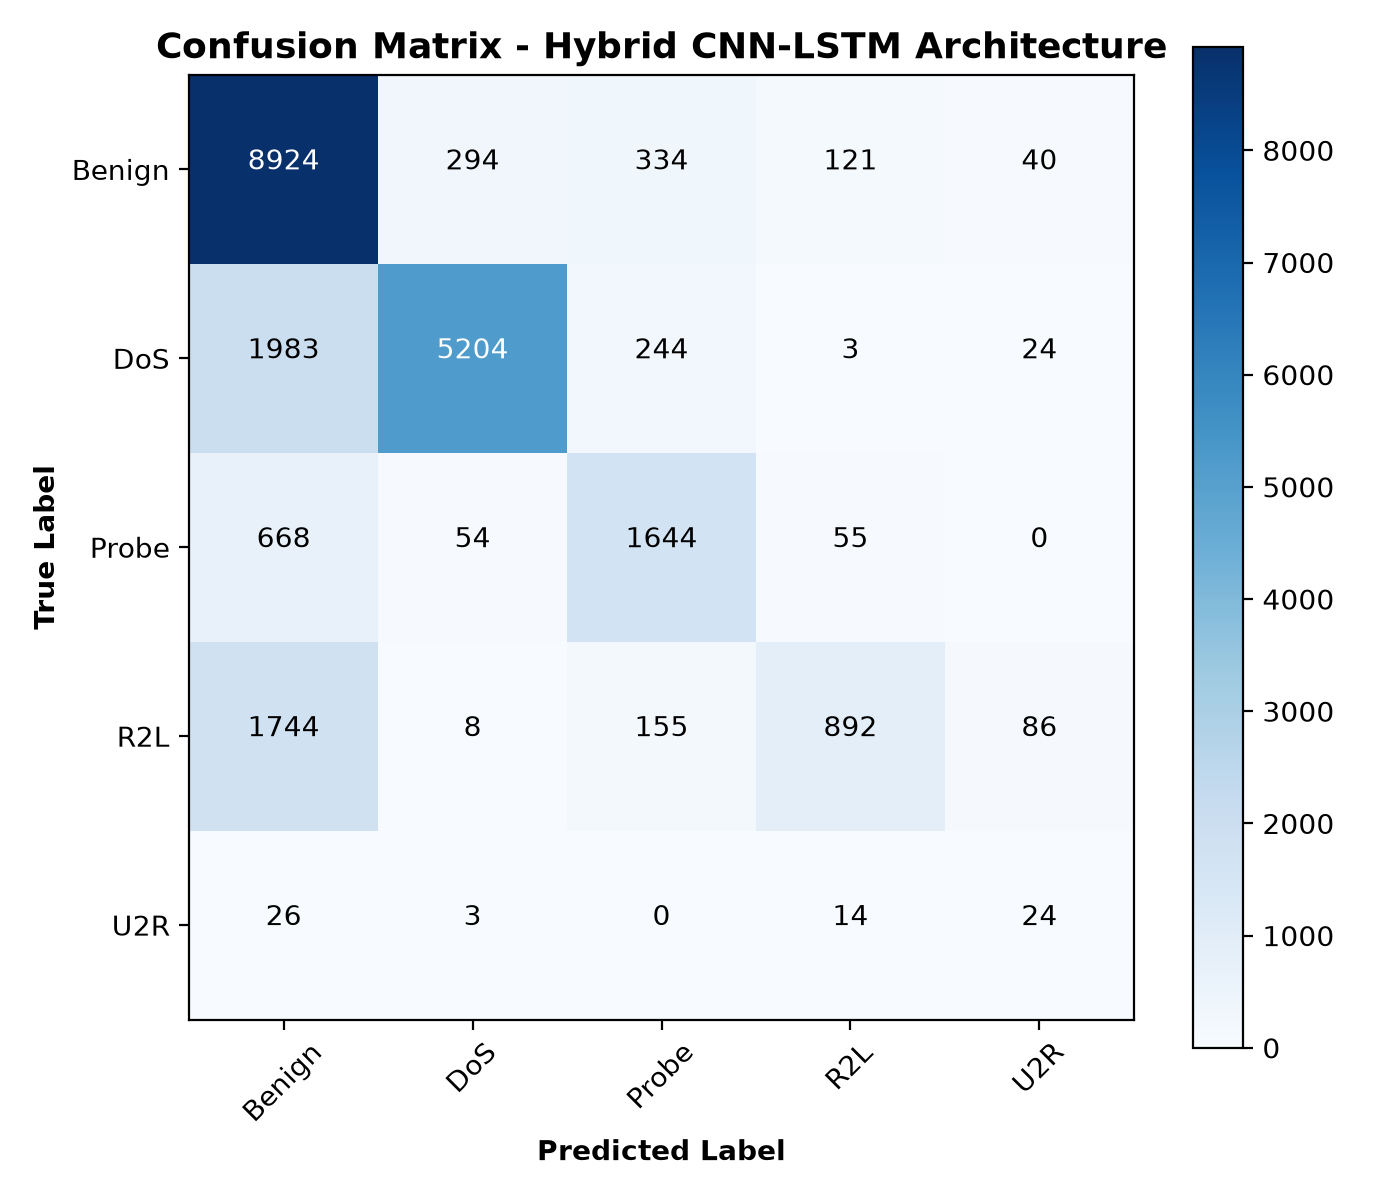 Confusion Matrix - Hybrid CNN-LSTM Architecture
Benign 8924 294 334 121 40
DoS 1983 5204 244 3 24
Probe 668 54 1644 55 0
R2L 1744 8 155 892 86
U2R 26 3 0 14 24
Benign DoS Probe R2L U2R
True Label
Predicted Label
8000
7000
6000
5000
4000
3000
2000
1000
0